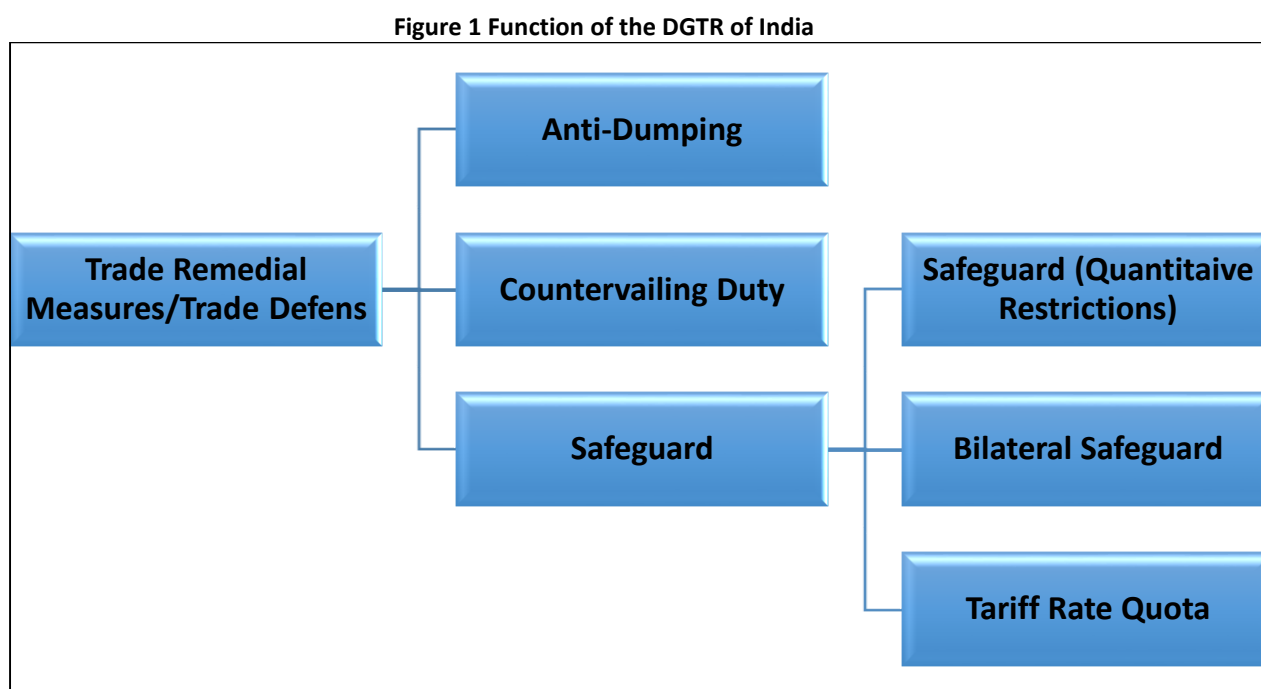 Figure 1 Function of the DGTR of India
Anti-Dumping
Trade Remedial
Measures/Trade Defens
Countervailing Duty
Safeguard (Quantitaive
Restrictions)
Safeguard
Bilateral Safeguard
Tariff Rate Quota